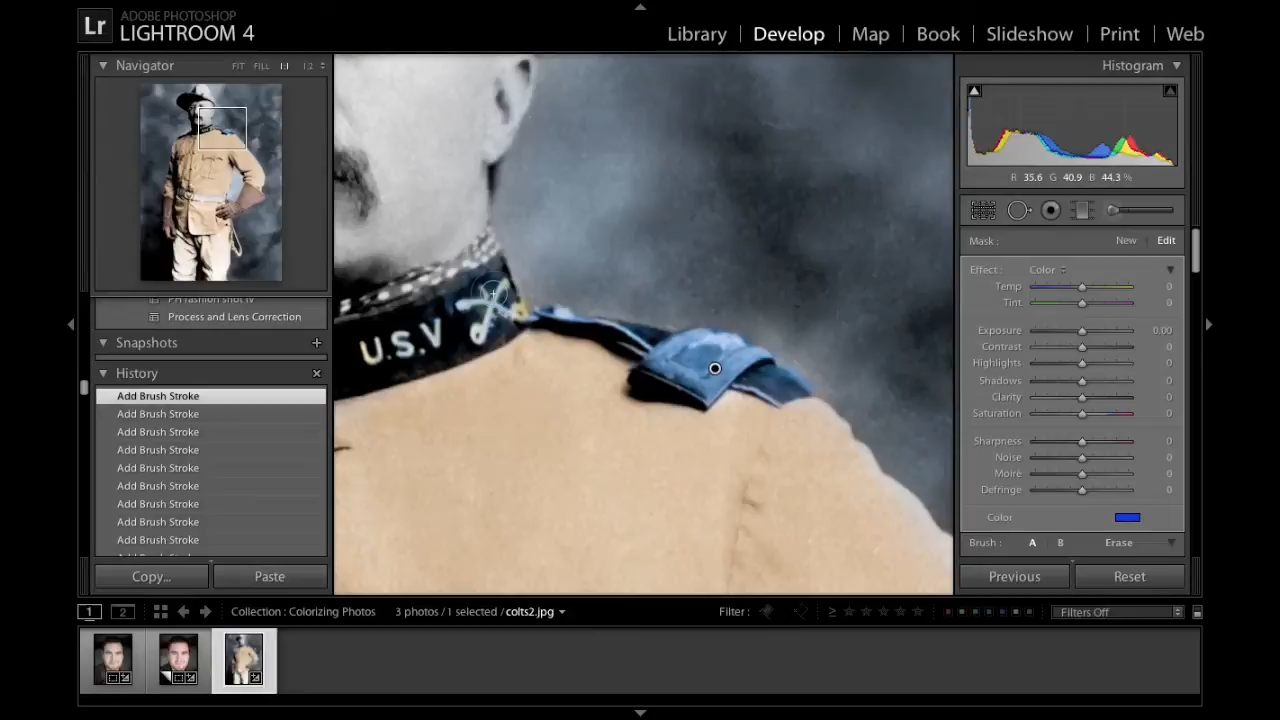 Lr ADOBE PHOTOSHOP
LIGHTROOM 4
Library | Develop | Map | Book | Slideshow | Print | Web
Navigator FIT FILL 1:1 1:2
PH fashion shot IV
Process and Lens Correction
Snapshots +
History ×
Add Brush Stroke
Add Brush Stroke
Add Brush Stroke
Add Brush Stroke
Add Brush Stroke
Add Brush Stroke
Add Brush Stroke
Add Brush Stroke
Add Brush Stroke
Copy... Paste
U.S.V
Histogram
R 35.6 G 40.9 B 44.3 %
Mask : New Edit
Effect : Color
Temp 0
Tint 0
Exposure 0.00
Contrast 0
Highlights 0
Shadows 0
Clarity 0
Saturation 0
Sharpness 0
Noise 0
Moiré 0
Defringe 0
Color
Brush : A B Erase
Previous Reset
1 2 Collection : Colorizing Photos 3 photos / 1 selected / colts2.jpg Filter : Filters Off